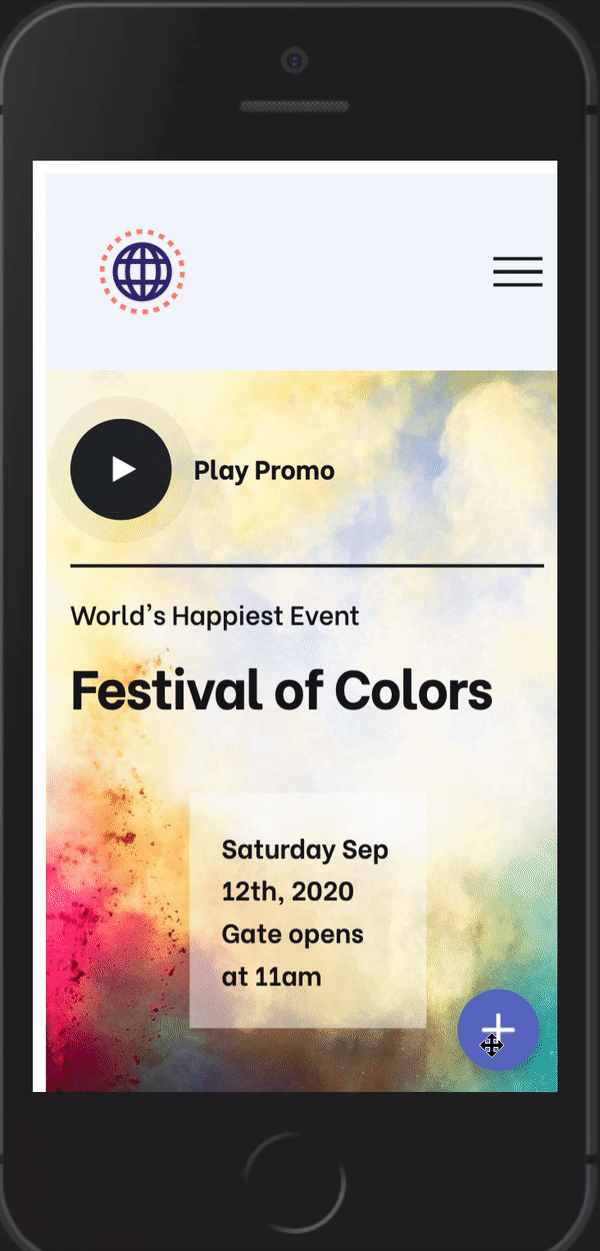 Play Promo
World's Happiest Event
Festival of Colors
Saturday Sep
12th, 2020
Gate opens
at 11am